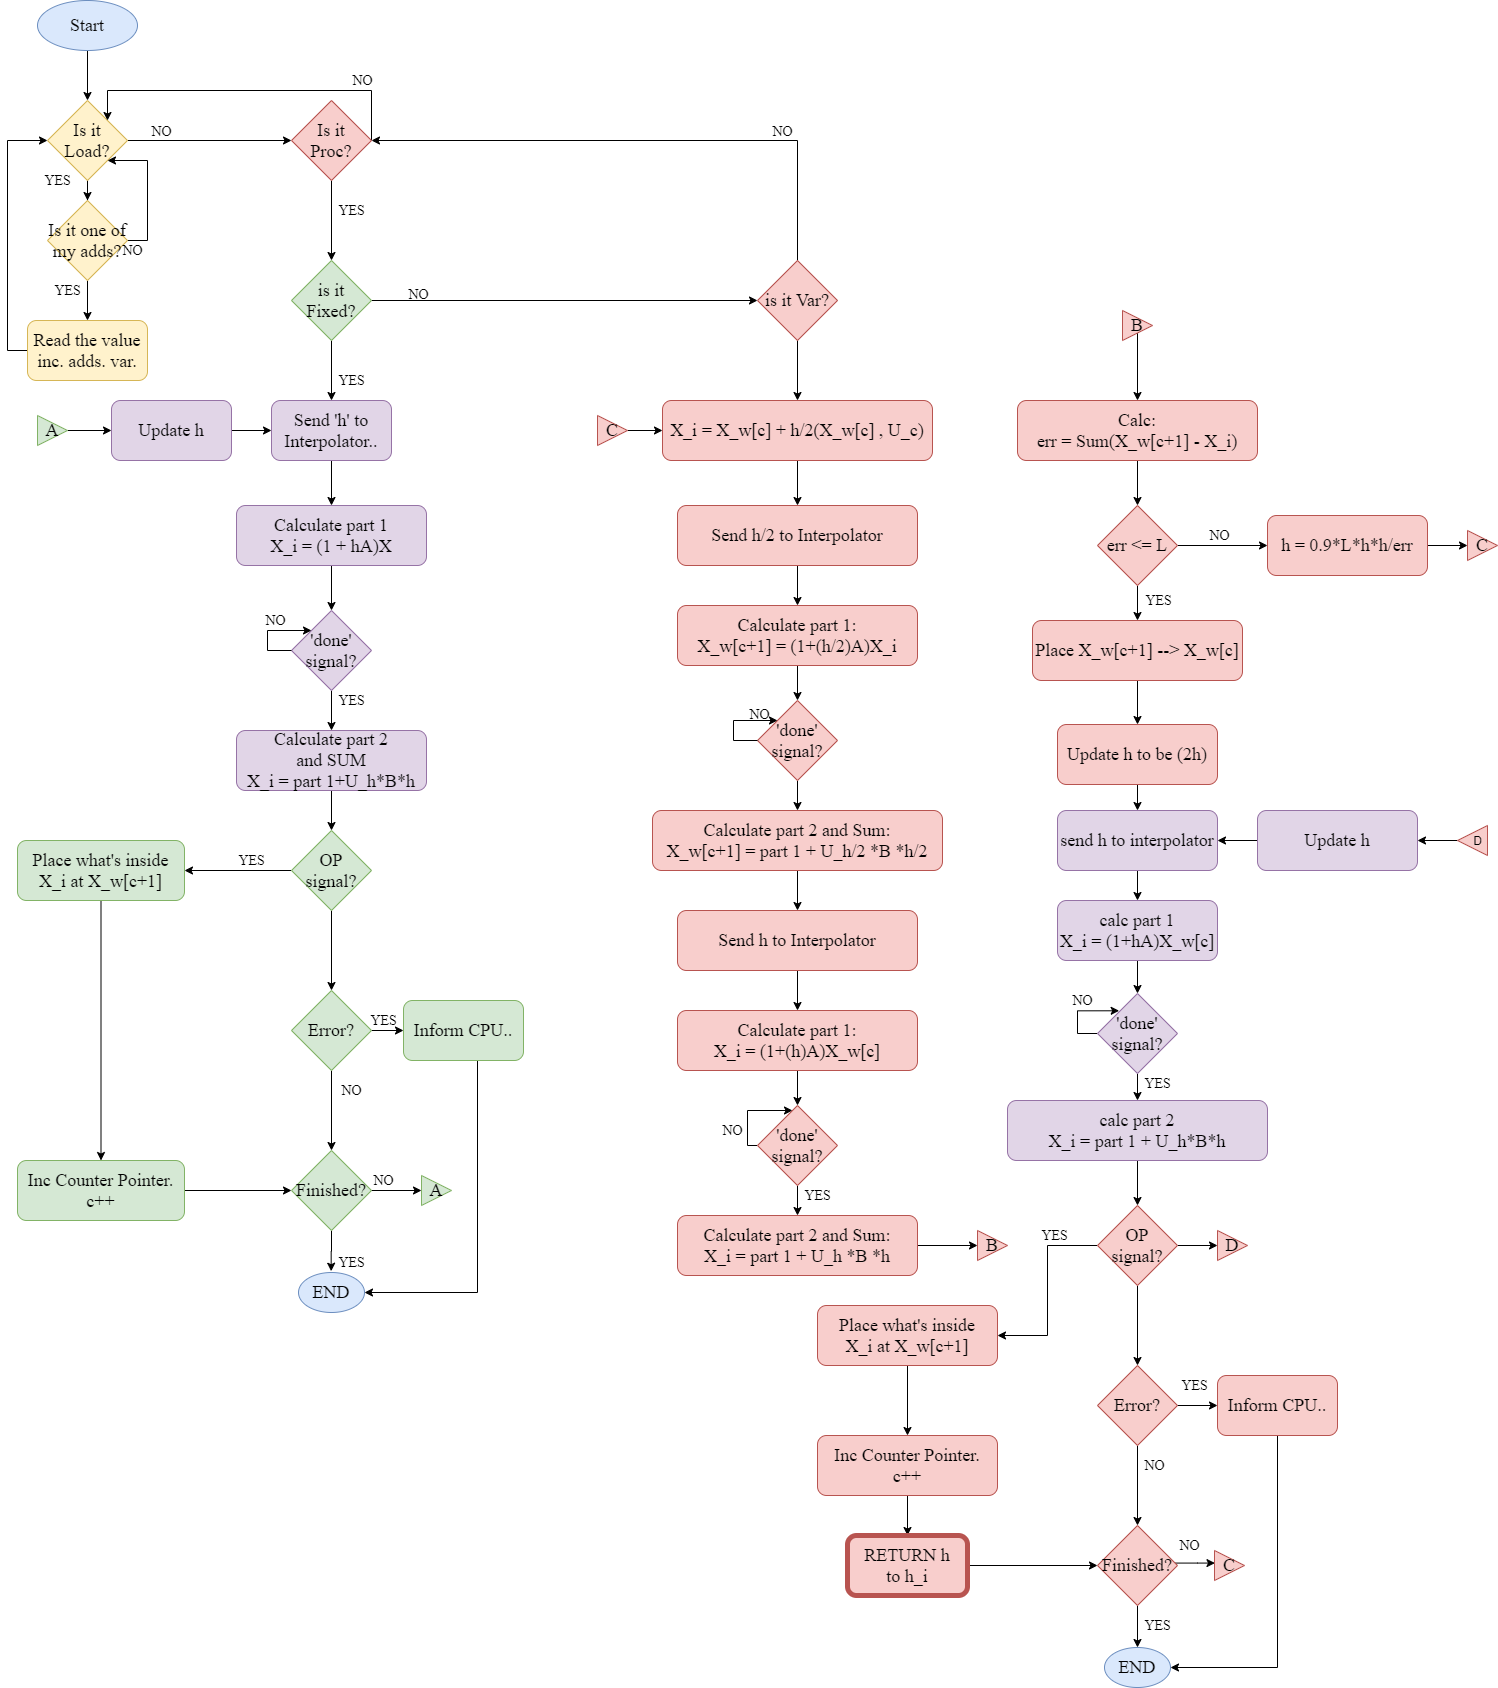 Start
NO
Is it
Load?
NO
Is it
Proc?
NO
YES
YES
Is it one of
my adds?
NO
YES
Read the value
inc. adds. var.
is it
Fixed?
NO
is it Var?
YES
A
Update h
Send 'h' to
Interpolator..
Calculate part 1
X_i = (1 + hA)X
NO
'done'
signal?
YES
Calculate part 2
and SUM
X_i = part 1+U_h*B*h
OP
signal?
YES
Place what's inside
X_i at X_w[c+1]
Error?
YES
Inform CPU..
NO
Inc Counter Pointer.
c++
Finished?
NO
A
YES
END
C
X_i = X_w[c] + h/2(X_w[c] , U_c)
Send h/2 to Interpolator
Calculate part 1:
X_w[c+1] = (1+(h/2)A)X_i
NO
'done'
signal?
Calculate part 2 and Sum:
X_w[c+1] = part 1 + U_h/2 *B *h/2
Send h to Interpolator
Calculate part 1:
X_i = (1+(h)A)X_w[c]
NO
'done'
signal?
YES
Calculate part 2 and Sum:
X_i = part 1 + U_h *B *h
B
B
Calc:
err = Sum(X_w[c+1] - X_i)
err <= L
NO
h = 0.9*L*h*h/err
C
YES
Place X_w[c+1] --> X_w[c]
Update h to be (2h)
send h to interpolator
Update h
D
calc part 1
X_i = (1+hA)X_w[c]
NO
'done'
signal?
YES
calc part 2
X_i = part 1 + U_h*B*h
YES
OP
signal?
D
Place what's inside
X_i at X_w[c+1]
Error?
YES
Inform CPU..
NO
Inc Counter Pointer.
c++
RETURN h
to h_i
Finished?
NO
C
YES
END